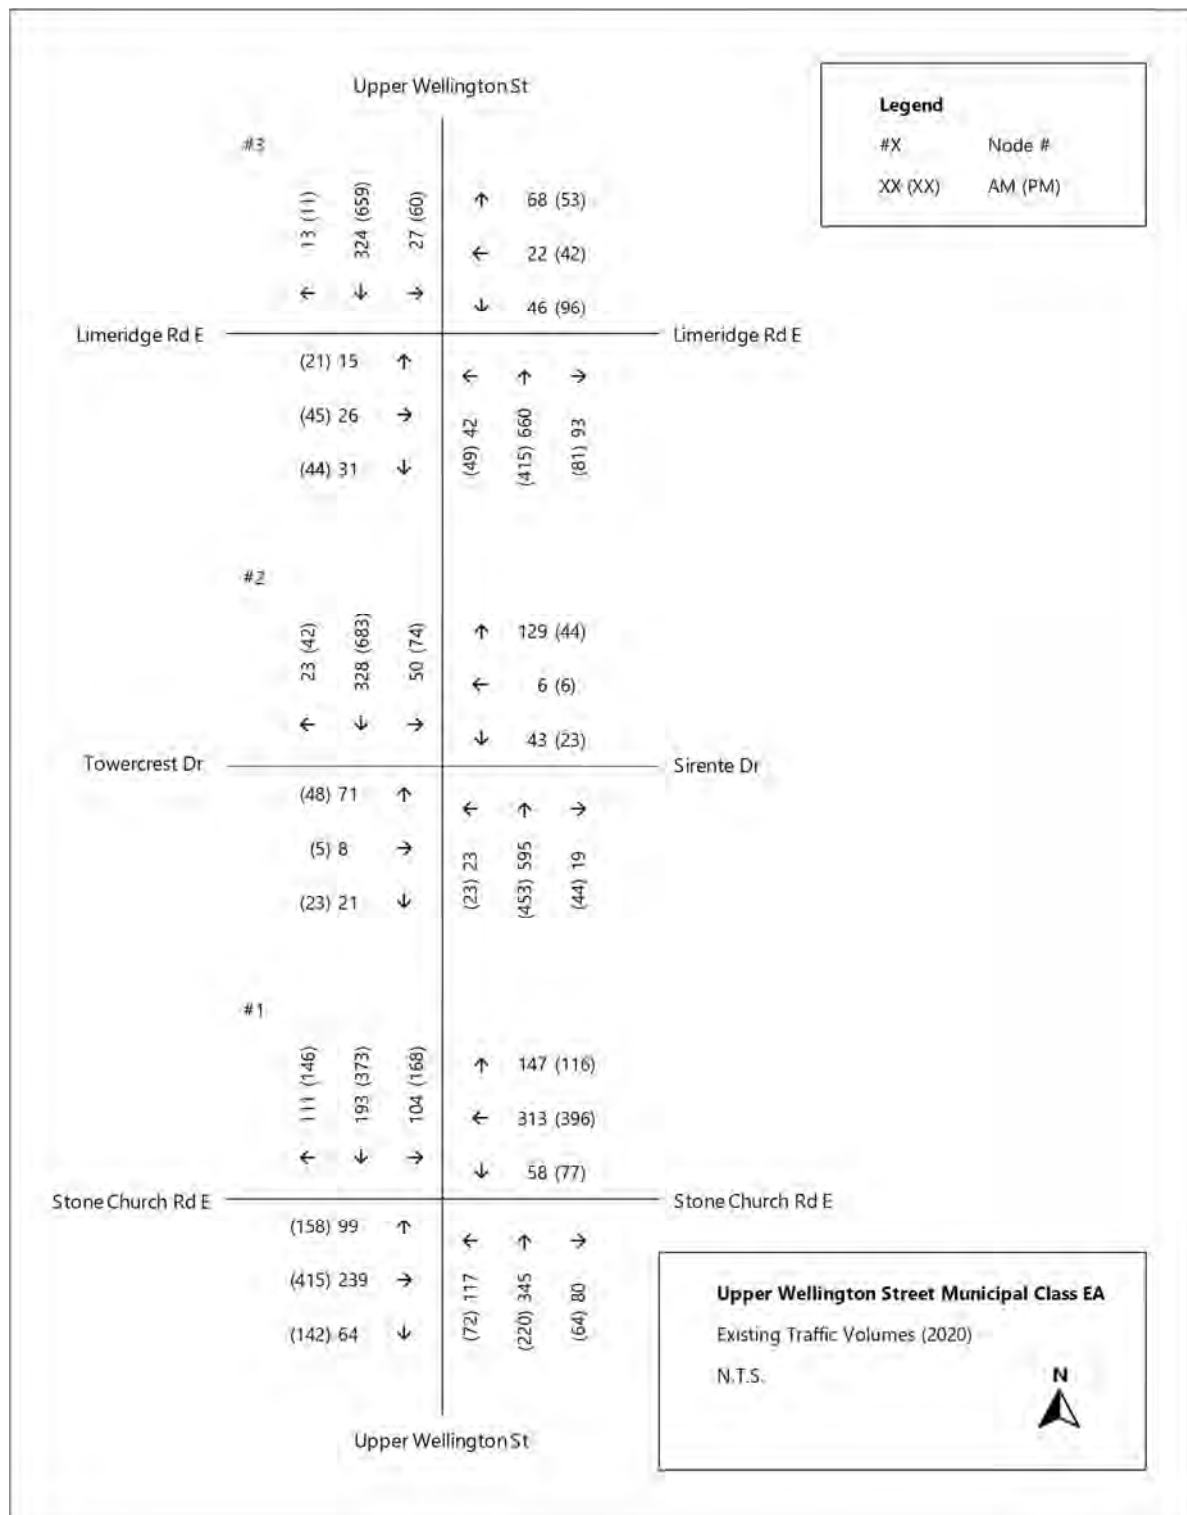 Upper Wellington St
Legend
#X Node #
XX (XX) AM (PM)
#3
13 (11)
324 (659)
27 (60)
↑ 68 (53)
← 22 (42)
↓ 46 (96)
← ↓ →
Limeridge Rd E
Limeridge Rd E
(21) 15 ↑
(45) 26 →
(44) 31 ↓
← ↑ →
(49) 42
(415) 660
(81) 93
#2
23 (42)
328 (683)
50 (74)
↑ 129 (44)
← 6 (6)
↓ 43 (23)
← ↓ →
Towercrest Dr
Sirente Dr
(48) 71 ↑
(5) 8 →
(23) 21 ↓
← ↑ →
(23) 23
(453) 595
(44) 19
#1
111 (146)
193 (373)
104 (168)
↑ 147 (116)
← 313 (396)
↓ 58 (77)
← ↓ →
Stone Church Rd E
Stone Church Rd E
(158) 99 ↑
(415) 239 →
(142) 64 ↓
← ↑ →
(72) 117
(220) 345
(64) 80
Upper Wellington St
Upper Wellington Street Municipal Class EA
Existing Traffic Volumes (2020)
N.T.S.
N